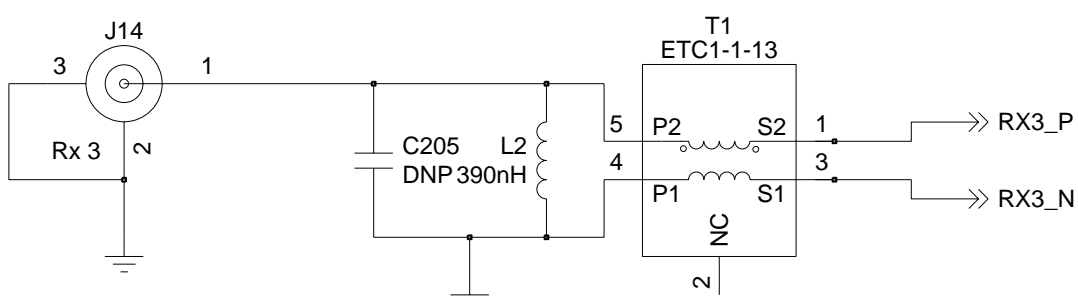 J14
T1
ETC1-1-13
3
1
Rx 3
2
C205
DNP
L2
390nH
5
P2
S2
1
RX3_P
4
P1
S1
3
RX3_N
NC
2